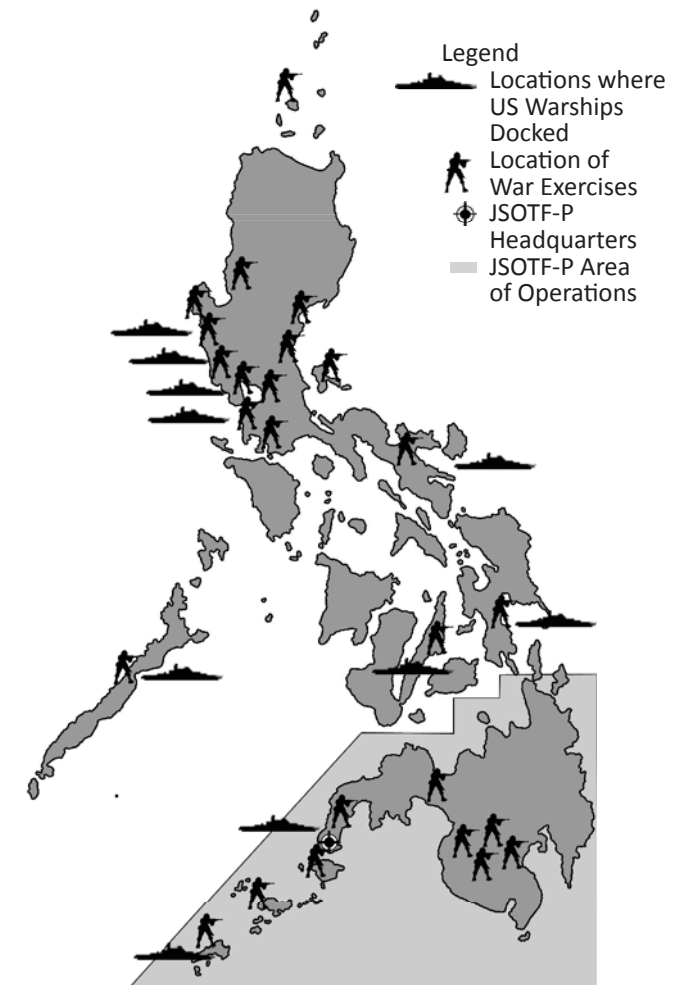 Legend
Locations where
US Warships
Docked
Location of
War Exercises
JSOTF-P
Headquarters
JSOTF-P Area
of Operations